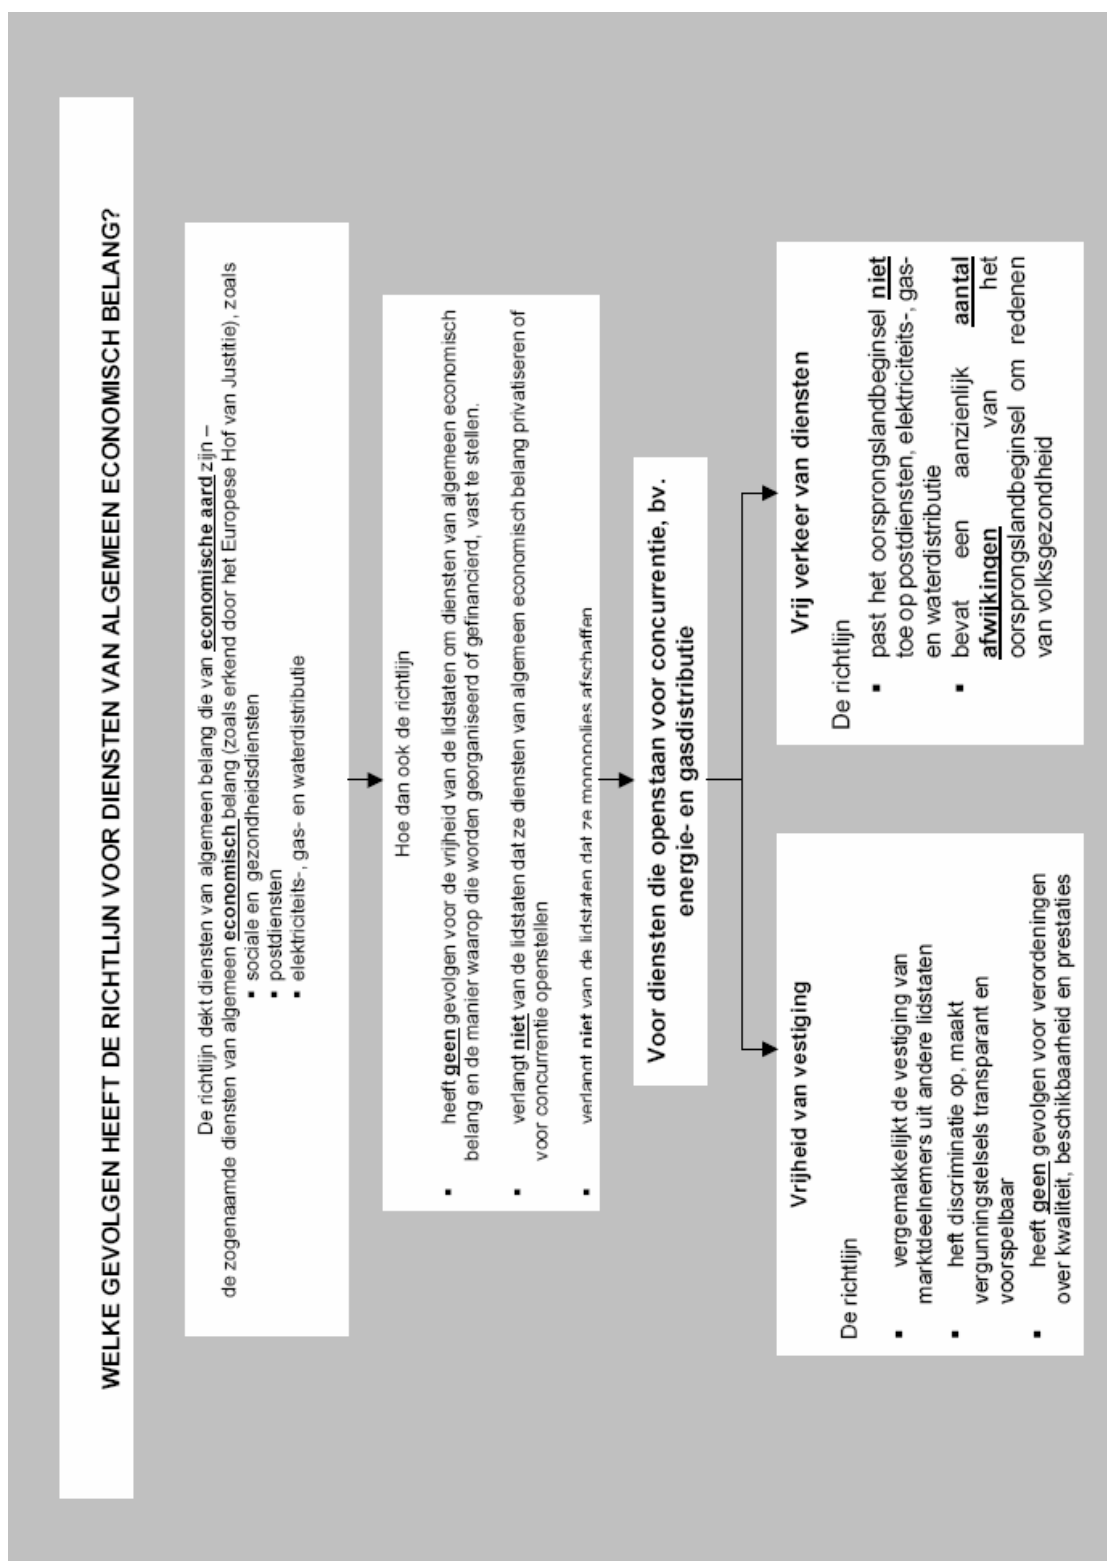 WELKE GEVOLGEN HEEFT DE RICHTLIJN VOOR DIENSTEN VAN ALGEMEEN ECONOMISCH BELANG?
De richtlijn dekt diensten van algemeen belang die van economische aard zijn –
de zogenaamde diensten van algemeen economisch belang (zoals erkend door het Europese Hof van Justitie), zoals
▪ sociale en gezondheidsdiensten
▪ postdiensten
▪ elektriciteits-, gas- en waterdistributie
Hoe dan ook de richtlijn
▪ heeft geen gevolgen voor de vrijheid van de lidstaten om diensten van algemeen economisch
belang en de manier waarop die worden georganiseerd of gefinancierd, vast te stellen.
▪ verlangt niet van de lidstaten dat ze diensten van algemeen economisch belang privatiseren of
voor concurrentie openstellen
▪ verlangt niet van de lidstaten dat ze monopolies afschaffen
Voor diensten die openstaan voor concurrentie, bv.
energie- en gasdistributie
Vrijheid van vestiging
De richtlijn
▪ vergemakkelijkt de vestiging van
marktdeelnemers uit andere lidstaten
▪ heft discriminatie op, maakt
vergunningstelsels transparant en
voorspelbaar
▪ heeft geen gevolgen voor verordeningen
over kwaliteit, beschikbaarheid en prestaties
Vrij verkeer van diensten
De richtlijn
▪ past het oorsprongslandbeginsel niet
toe op postdiensten, elektriciteits-, gas-
en waterdistributie
▪ bevat een aanzienlijk aantal
afwijkingen van het
oorsprongslandbeginsel om redenen
van volksgezondheid